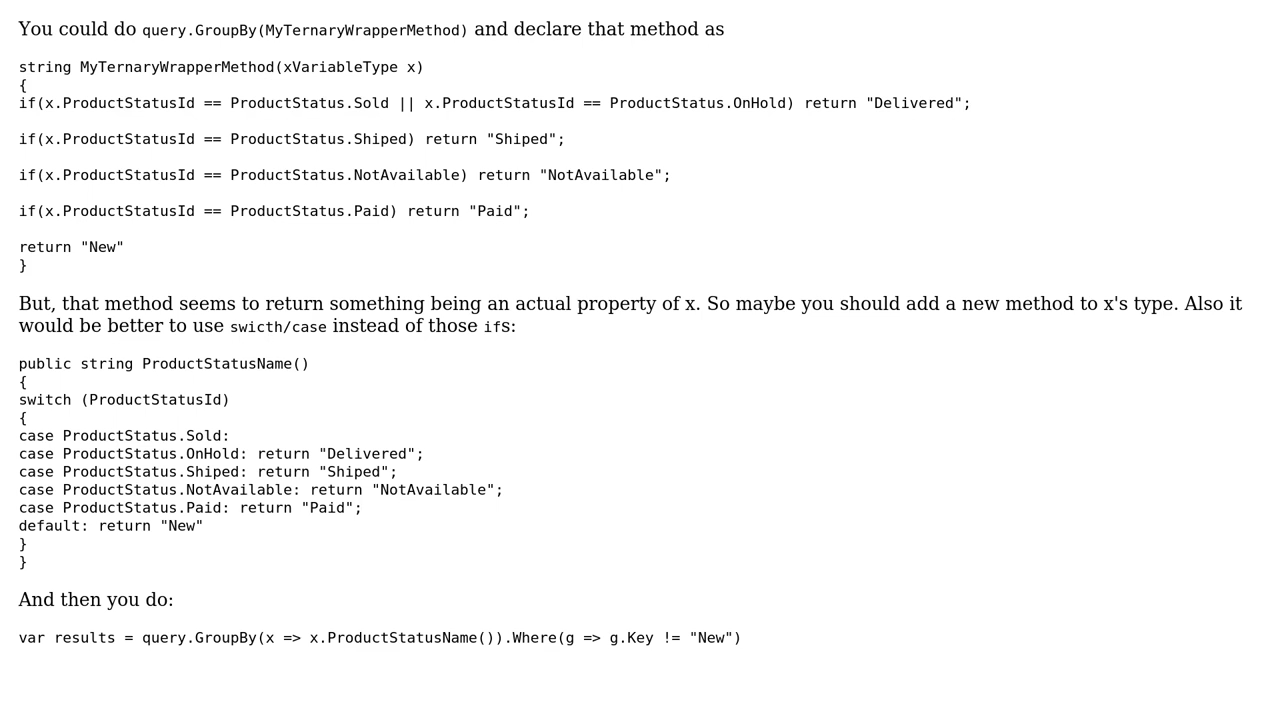 You could do query.GroupBy(MyTernaryWrapperMethod) and declare that method as
string MyTernaryWrapperMethod(xVariableType x)
{
if(x.ProductStatusId == ProductStatus.Sold || x.ProductStatusId == ProductStatus.OnHold) return "Delivered";
if(x.ProductStatusId == ProductStatus.Shiped) return "Shiped";
if(x.ProductStatusId == ProductStatus.NotAvailable) return "NotAvailable";
if(x.ProductStatusId == ProductStatus.Paid) return "Paid";
return "New"
}
But, that method seems to return something being an actual property of x. So maybe you should add a new method to x's type. Also it
would be better to use swicth/case instead of those ifs:
public string ProductStatusName()
{
switch (ProductStatusId)
{
case ProductStatus.Sold:
case ProductStatus.OnHold: return "Delivered";
case ProductStatus.Shiped: return "Shiped";
case ProductStatus.NotAvailable: return "NotAvailable";
case ProductStatus.Paid: return "Paid";
default: return "New"
}
}
And then you do:
var results = query.GroupBy(x => x.ProductStatusName()).Where(g => g.Key != "New")